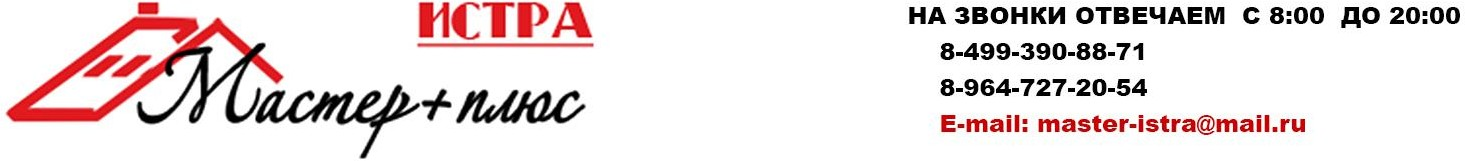 ИСТРА
Мастер+плюс
НА ЗВОНКИ ОТВЕЧАЕМ С 8:00 ДО 20:00
8-499-390-88-71
8-964-727-20-54
E-mail: master-istra@mail.ru